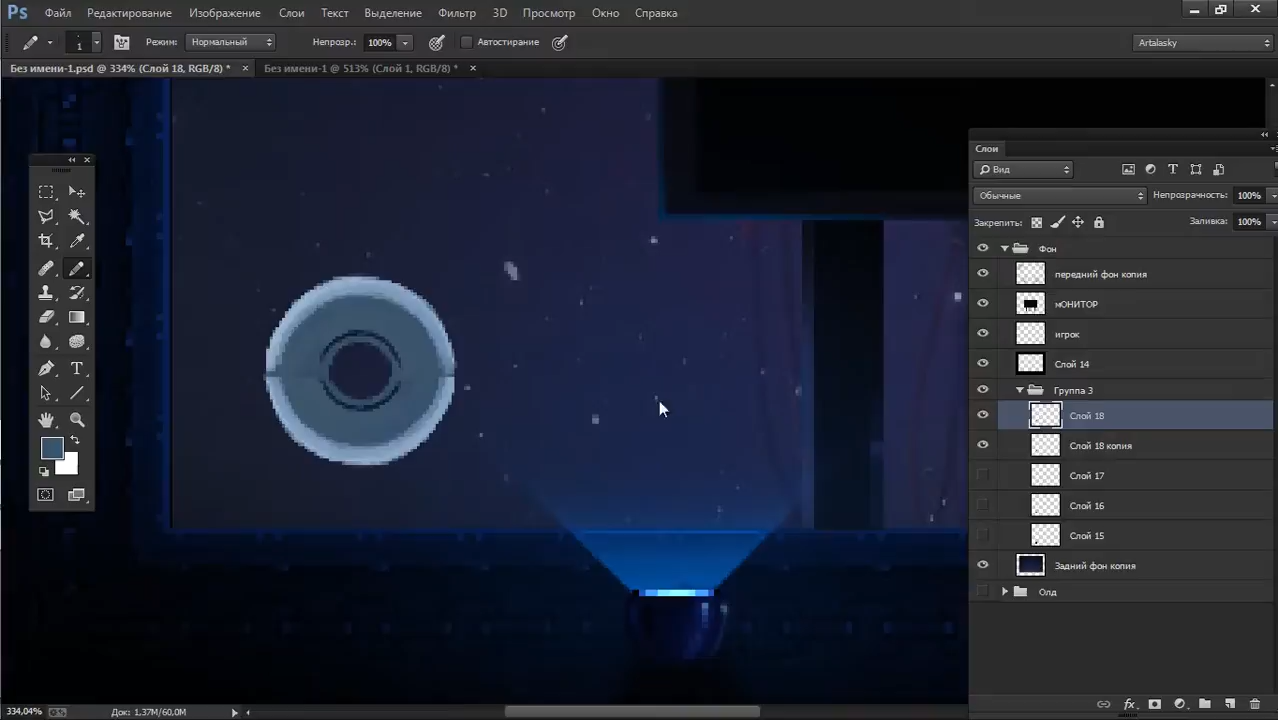 Ps Файл Редактирование Изображение Слои Текст Выделение Фильтр 3D Просмотр Окно Справка
1 Режим: Нормальный Непрозр.: 100% Автостирание Artalasky
Без имени-1.psd @ 334% (Слой 18, RGB/8) * × Без имени-1 @ 513% (Слой 1, RGB/8) * ×
Слои
Вид
Обычные Непрозрачность: 100%
Закрепить: Заливка: 100%
Фон
передний фон копия
мОНИТОР
игрок
Слой 14
Группа 3
Слой 18
Слой 18 копия
Слой 17
Слой 16
Слой 15
Задний фон копия
Олд
334,04% Док: 1,37M/60,0M
fx